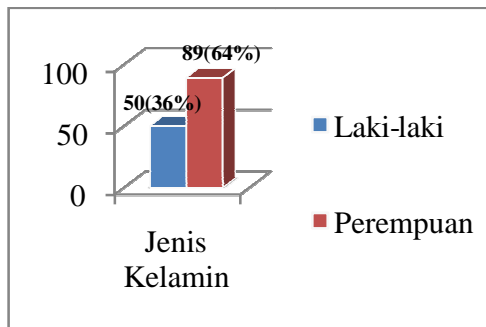 89(64%)
100
50(36%)
50
0
Laki-laki
Perempuan
Jenis
Kelamin